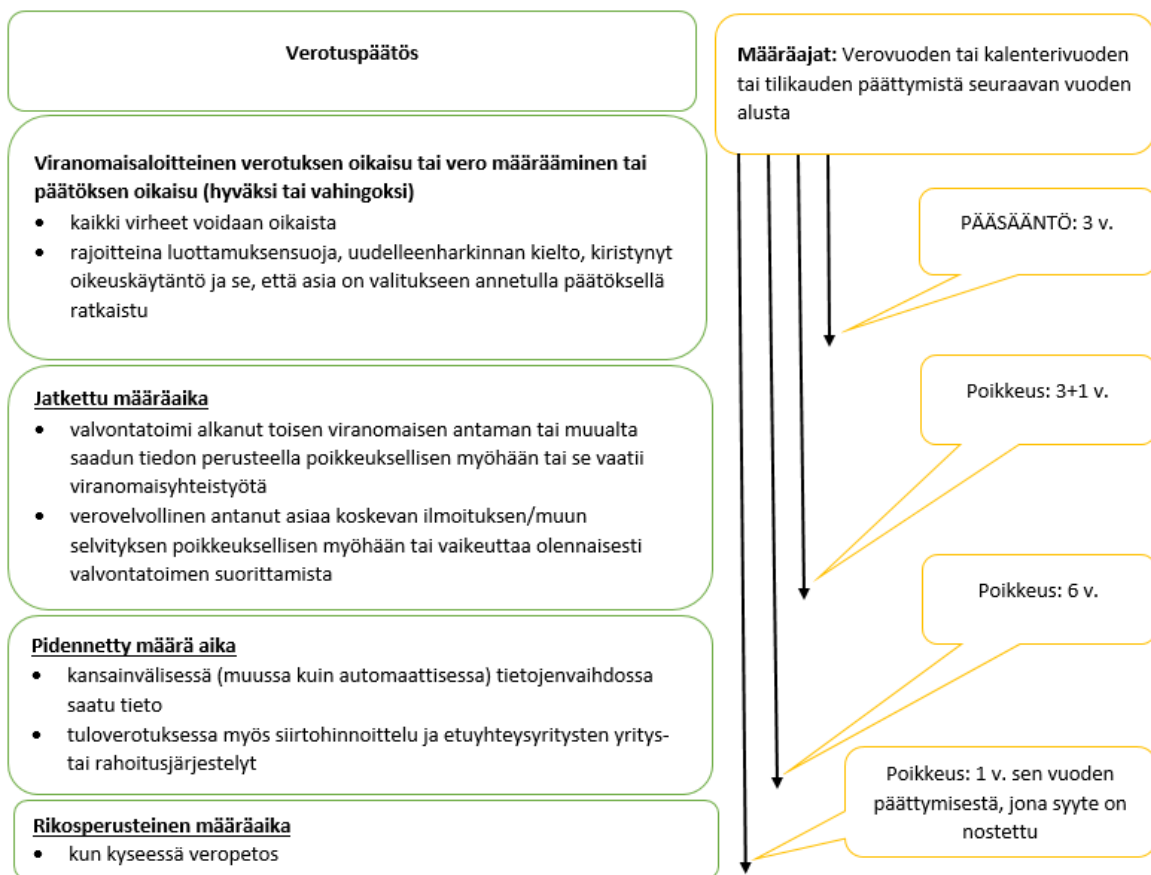 Verotuspäätös
Määräajat: Verovuoden tai kalenterivuoden
tai tilikauden päättymistä seuraavan vuoden
alusta
Viranomaisaloitteinen verotuksen oikaisu tai vero määrääminen tai
päätöksen oikaisu (hyväksi tai vahingoksi)
• kaikki virheet voidaan oikaista
• rajoitteina luottamuksensuoja, uudelleenharkinnan kielto, kiristynyt
oikeuskäytäntö ja se, että asia on valitukseen annetulla päätöksellä
ratkaistu
PÄÄSÄÄNTÖ: 3 v.
Jatkettu määräaika
• valvontatoimi alkanut toisen viranomaisen antaman tai muualta
saadun tiedon perusteella poikkeuksellisen myöhään tai se vaatii
viranomaisyhteistyötä
• verovelvollinen antanut asiaa koskevan ilmoituksen/muun
selvityksen poikkeuksellisen myöhään tai vaikeuttaa olennaisesti
valvontatoimen suorittamista
Poikkeus: 3+1 v.
Pidennetty määrä aika
• kansainvälisessä (muussa kuin automaattisessa) tietojenvaihdossa
saatu tieto
• tuloverotuksessa myös siirtohinnoittelu ja etuyhteysyritysten yritys-
tai rahoitusjärjestelyt
Poikkeus: 6 v.
Rikosperusteinen määräaika
• kun kyseessä veropetos
Poikkeus: 1 v. sen vuoden
päättymisestä, jona syyte on
nostettu